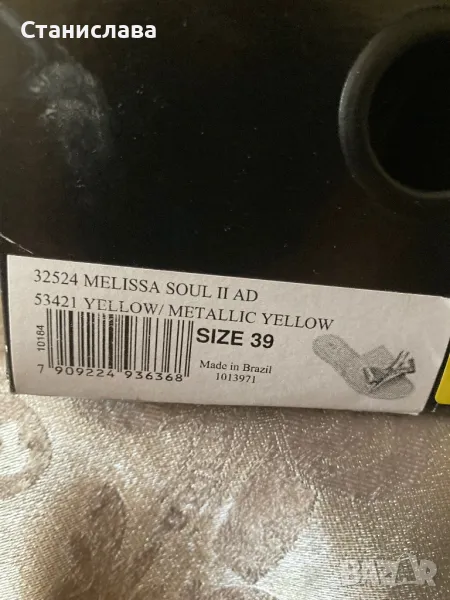 Станислава
32524 MELISSA SOUL II AD
53421 YELLOW/ METALLIC YELLOW
10164
SIZE 39
Made in Brazil
1013971
7 909224 936368
BAZAR